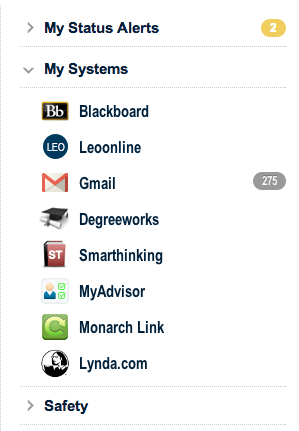 My Status Alerts 2
My Systems
Bb Blackboard
LEO Leoonline
Gmail 275
Degreeworks
ST Smarthinking
MyAdvisor
Monarch Link
Lynda.com
Safety